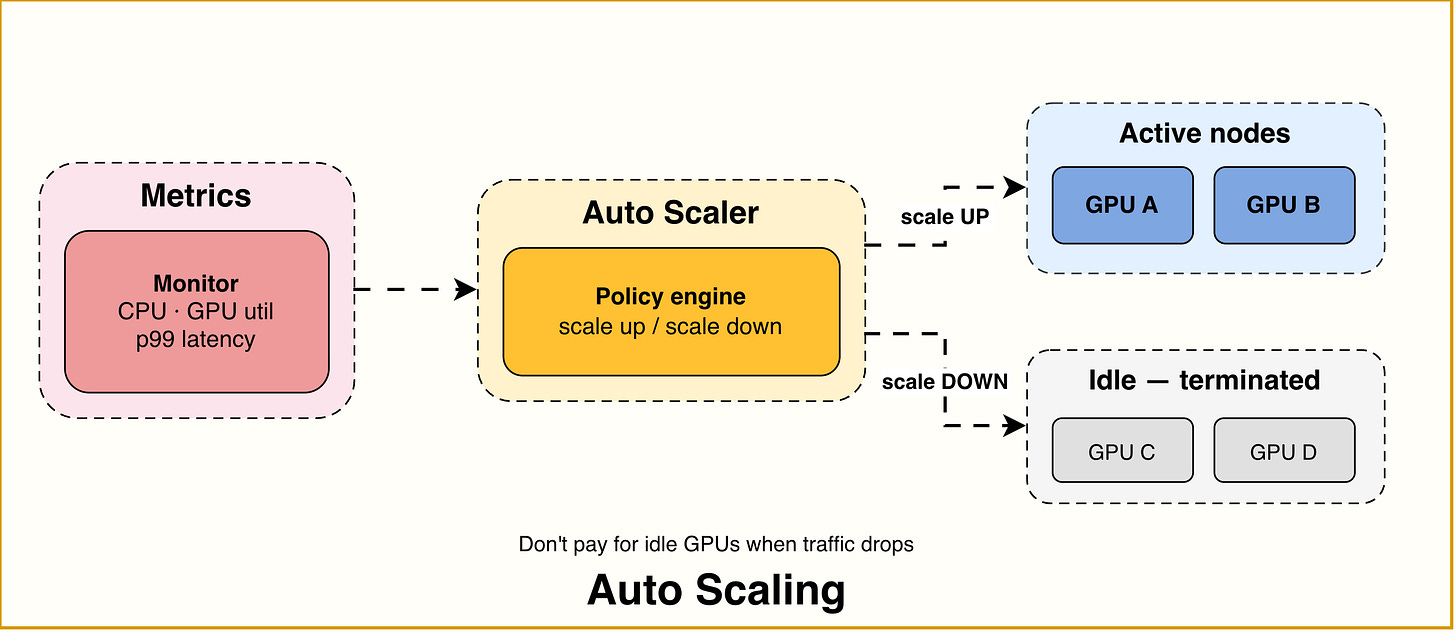 Metrics
Monitor
CPU · GPU util
p99 latency
Auto Scaler
Policy engine
scale up / scale down
scale UP
scale DOWN
Active nodes
GPU A
GPU B
Idle — terminated
GPU C
GPU D
Don't pay for idle GPUs when traffic drops
Auto Scaling